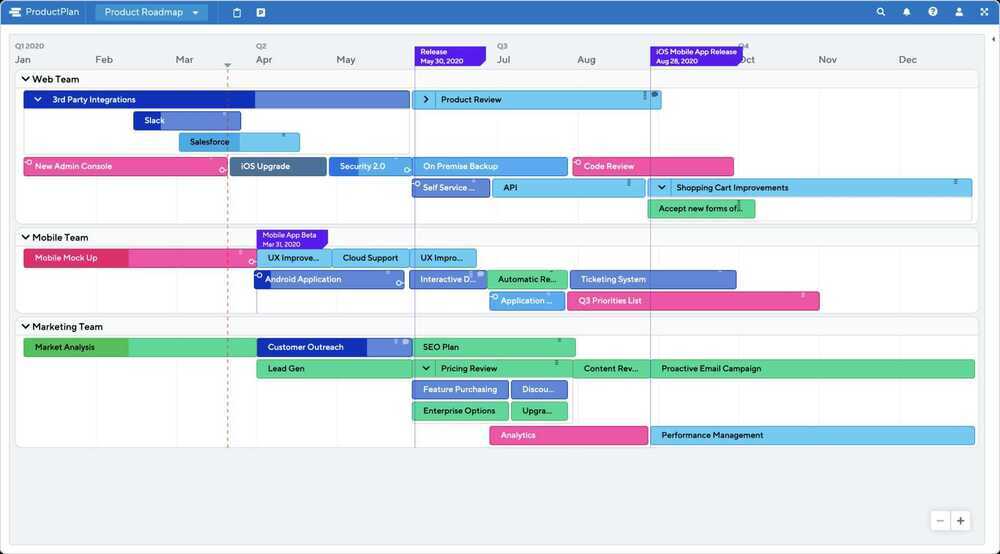 ProductPlan
Product Roadmap
Q1 2020
Q2
Q3
Q4
Jan
Feb
Mar
Apr
May
Release
May 30, 2020
Jul
Aug
iOS Mobile App Release
Aug 28, 2020
Oct
Nov
Dec
Web Team
3rd Party Integrations
Product Review
Slack
Salesforce
New Admin Console
iOS Upgrade
Security 2.0
On Premise Backup
Code Review
Self Service ...
API
Shopping Cart Improvements
Accept new forms of...
Mobile Team
Mobile App Beta
Mar 31, 2020
Mobile Mock Up
UX Improve...
Cloud Support
UX Impro...
Android Application
Interactive D...
Automatic Re...
Ticketing System
Application ...
Q3 Priorities List
Marketing Team
Market Analysis
Customer Outreach
SEO Plan
Lead Gen
Pricing Review
Content Rev...
Proactive Email Campaign
Feature Purchasing
Discou...
Enterprise Options
Upgra...
Analytics
Performance Management